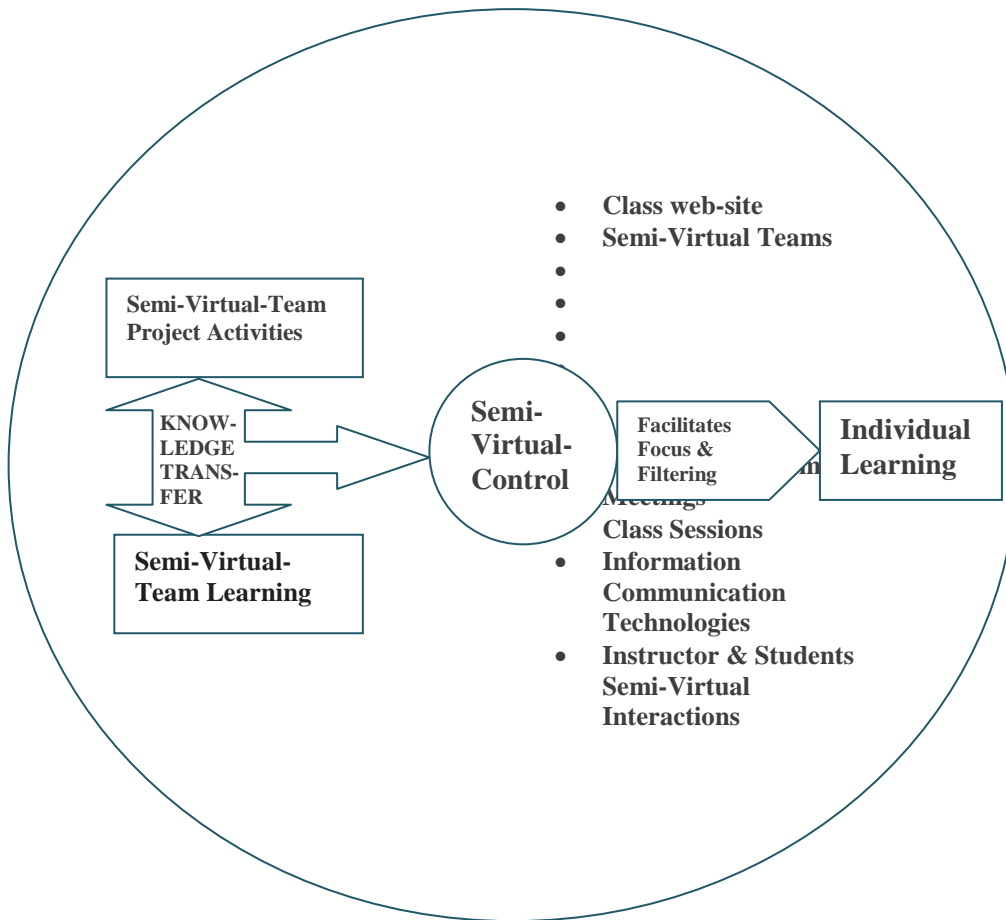 • Class web-site
• Semi-Virtual Teams
•
•
•
Semi-Virtual-Team
Project Activities
KNOW-
LEDGE
TRANS-
FER
Semi-Virtual-
Team Learning
Semi-
Virtual-
Control
Facilitates
Focus &
Filtering
Individual
Learning
m
Meetings
Class Sessions
• Information
Communication
Technologies
• Instructor & Students
Semi-Virtual
Interactions